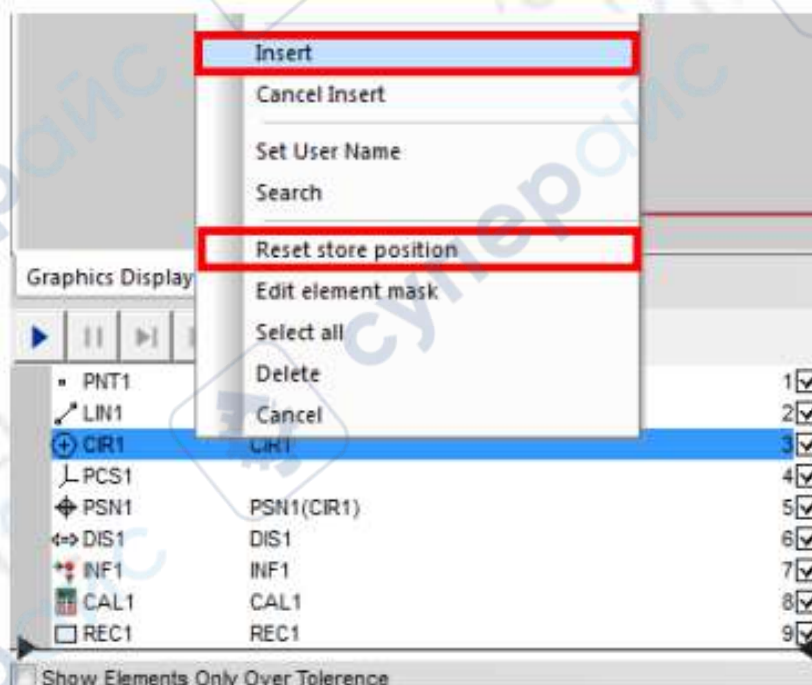 Insert
Cancel Insert
Set User Name
Search
Reset store position
Edit element mask
Select all
Delete
Cancel
Graphics Display
PNT1 1
LIN1 2
CIR1 CIR1 3
PCS1 4
PSN1 PSN1(CIR1) 5
DIS1 DIS1 6
INF1 INF1 7
CAL1 CAL1 8
REC1 REC1 9
Show Elements Only Over Tolerence
суперайс